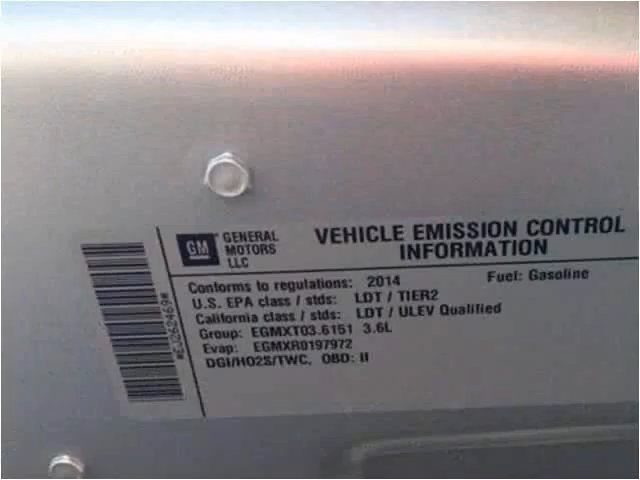 GM
GENERAL
MOTORS
LLC
VEHICLE EMISSION CONTROL
INFORMATION
Conforms to regulations: 2014 Fuel: Gasoline
U.S. EPA class / stds: LDT / TIER2
California class / stds: LDT / ULEV Qualified
Group: EGMXT03.6151 3.6L
Evap: EGMXR0197972
DGI/HO2S/TWC, OBD: II
*EJ262469*